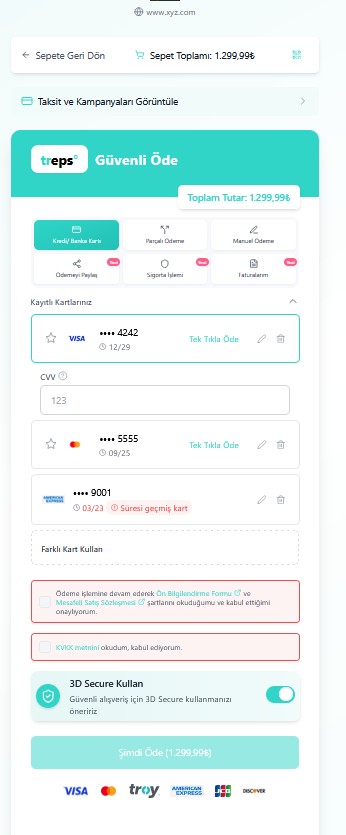 www.xyz.com
Sepete Geri Dön
Sepet Toplamı: 1.299,99₺
Taksit ve Kampanyaları Görüntüle
treps° Güvenli Öde
Toplam Tutar: 1.299,99₺
Kredi/ Banka Kartı
Parçalı Ödeme
Manuel Ödeme
Ödemeyi Paylaş
Yeni!
Sigorta İşlemi
Yeni!
Faturalarım
Yeni!
Kayıtlı Kartlarınız
VISA
•••• 4242
12/29
Tek Tıkla Öde
CVV
123
•••• 5555
09/25
Tek Tıkla Öde
AMERICAN EXPRESS
•••• 9001
03/23
Süresi geçmiş kart
Farklı Kart Kullan
Ödeme işlemine devam ederek Ön Bilgilendirme Formu ve
Mesafeli Satış Sözleşmesi şartlarını okuduğumu ve kabul ettiğimi
onaylıyorum.
KVKK metnini okudum, kabul ediyorum.
3D Secure Kullan
Güvenli alışveriş için 3D Secure kullanmanızı
öneririz
Şimdi Öde (1.299,99₺)
VISA
troy
AMERICAN EXPRESS
JCB
DISCOVER